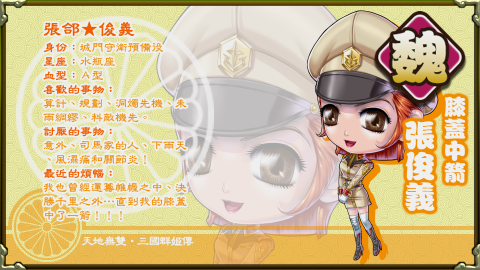 張郃★俊義
身份：城門守衛預備役
星座：水瓶座
血型：A型
喜歡的事物：
算計、規劃、洞燭先機、未
雨綢繆、料敵機先。
討厭的事物：
意外、司馬家的人、下雨天
、風濕痛和關節炎！
最近的煩惱：
我也曾經運籌帷幄之中、決
勝千里之外…直到我的膝蓋
中了一箭！！！
天地無雙‧三國群姬傳
魏
膝蓋中箭
張俊義